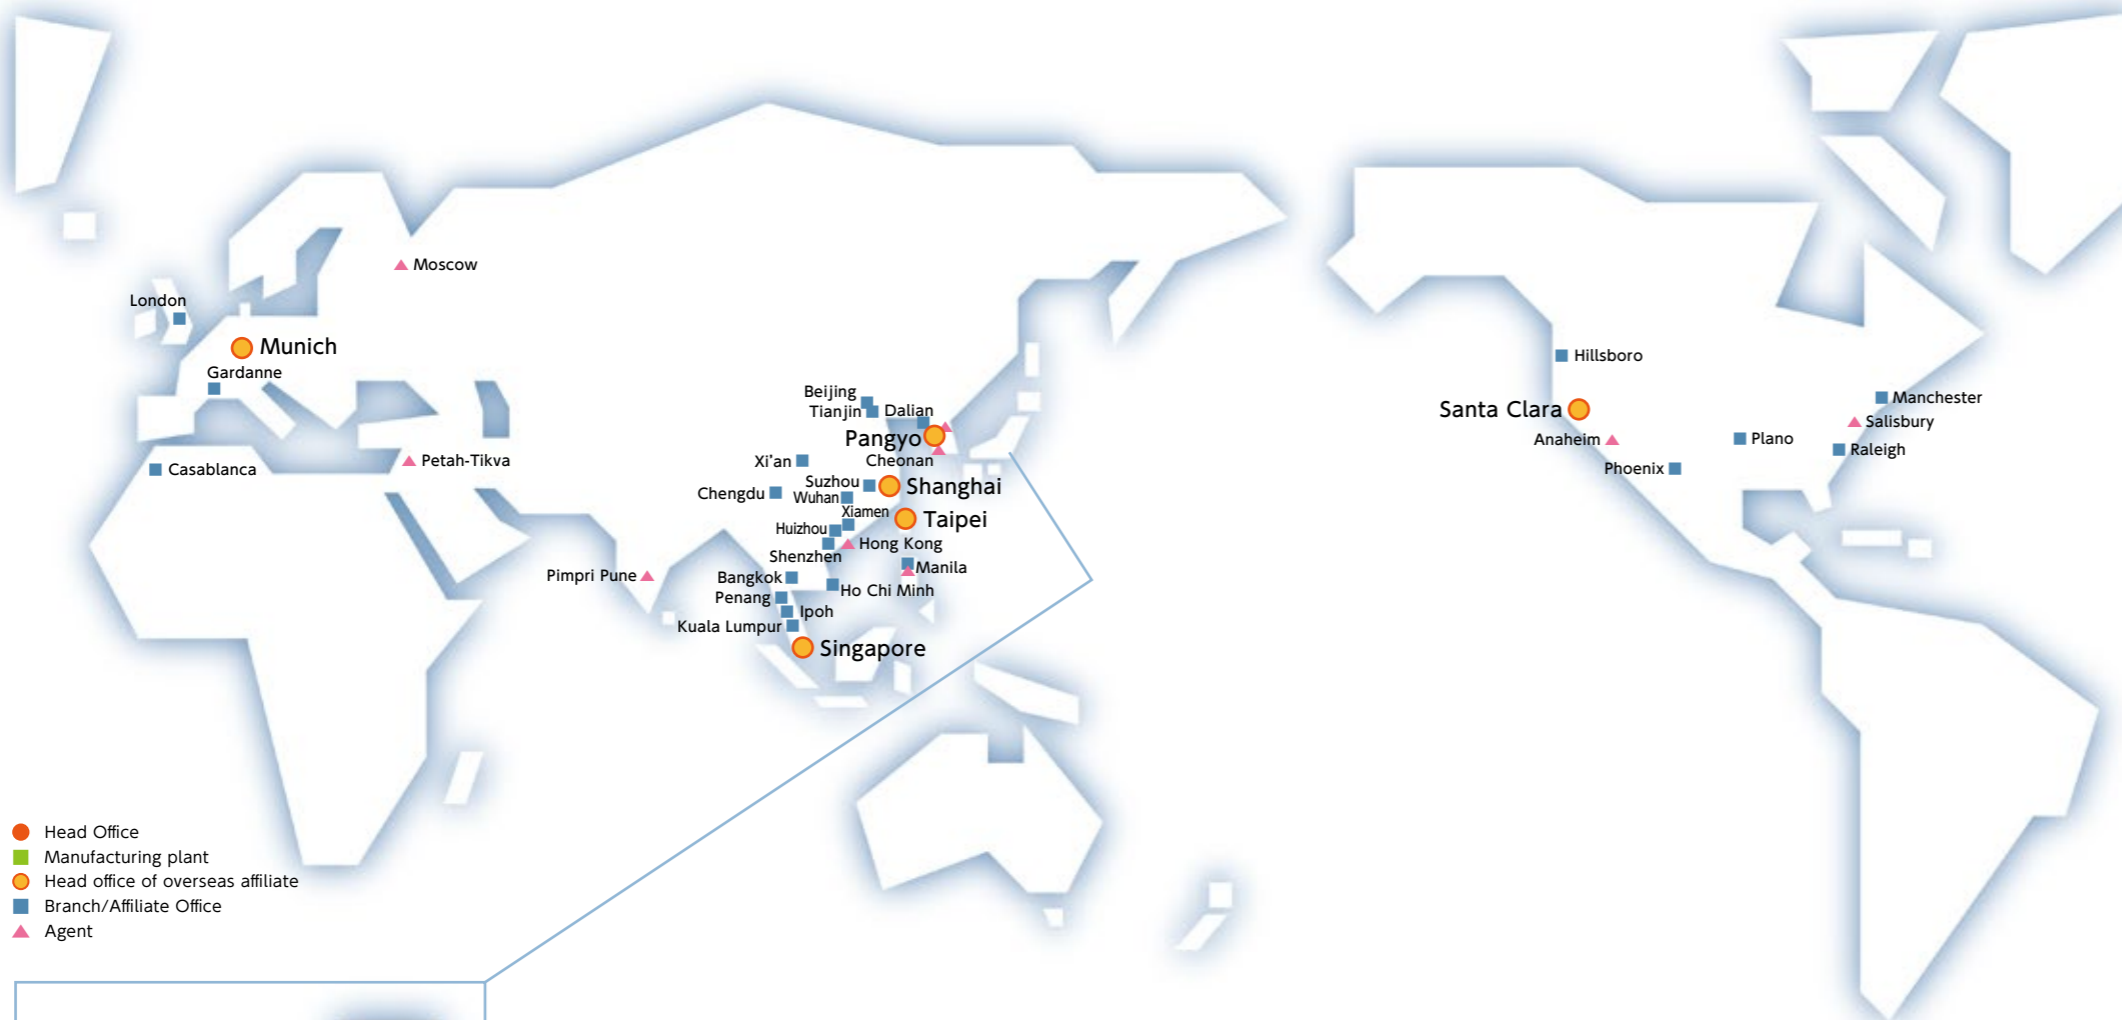 Moscow
London
Munich
Gardanne
Casablanca
Petah-Tikva
Beijing
Tianjin
Dalian
Pangyo
Cheonan
Xi'an
Suzhou
Shanghai
Chengdu
Wuhan
Xiamen
Taipei
Huizhou
Hong Kong
Shenzhen
Manila
Pimpri Pune
Bangkok
Ho Chi Minh
Penang
Ipoh
Kuala Lumpur
Singapore
Hillsboro
Santa Clara
Manchester
Salisbury
Anaheim
Plano
Raleigh
Phoenix
Head Office
Manufacturing plant
Head office of overseas affiliate
Branch/Affiliate Office
Agent